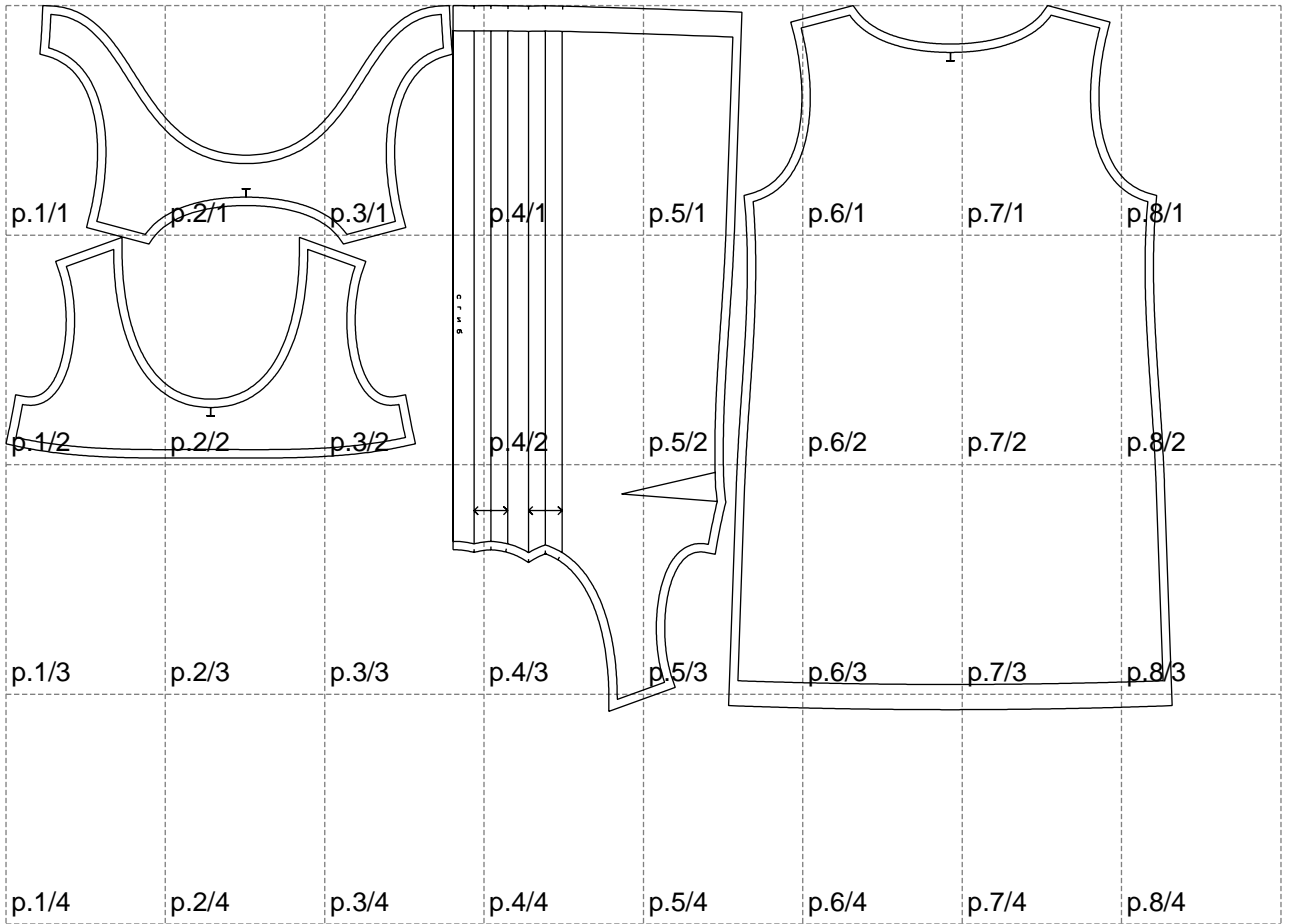 p.1/1 p.2/1 p.3/1 p.4/1 p.5/1 p.6/1 p.7/1 p.8/1
сгиб
p.1/2 p.2/2 p.3/2 p.4/2 p.5/2 p.6/2 p.7/2 p.8/2
p.1/3 p.2/3 p.3/3 p.4/3 p.5/3 p.6/3 p.7/3 p.8/3
p.1/4 p.2/4 p.3/4 p.4/4 p.5/4 p.6/4 p.7/4 p.8/4